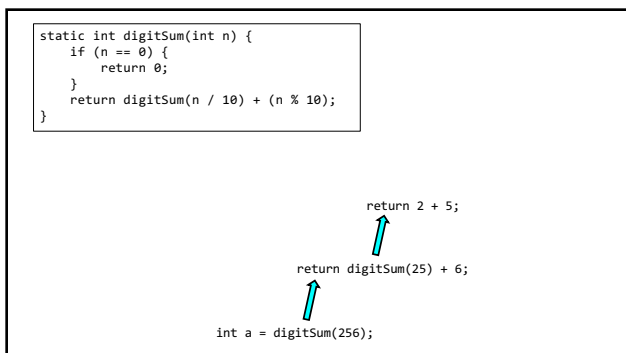 static int digitSum(int n) {
    if (n == 0) {
        return 0;
    }
    return digitSum(n / 10) + (n % 10);
}
return 2 + 5;
return digitSum(25) + 6;
int a = digitSum(256);